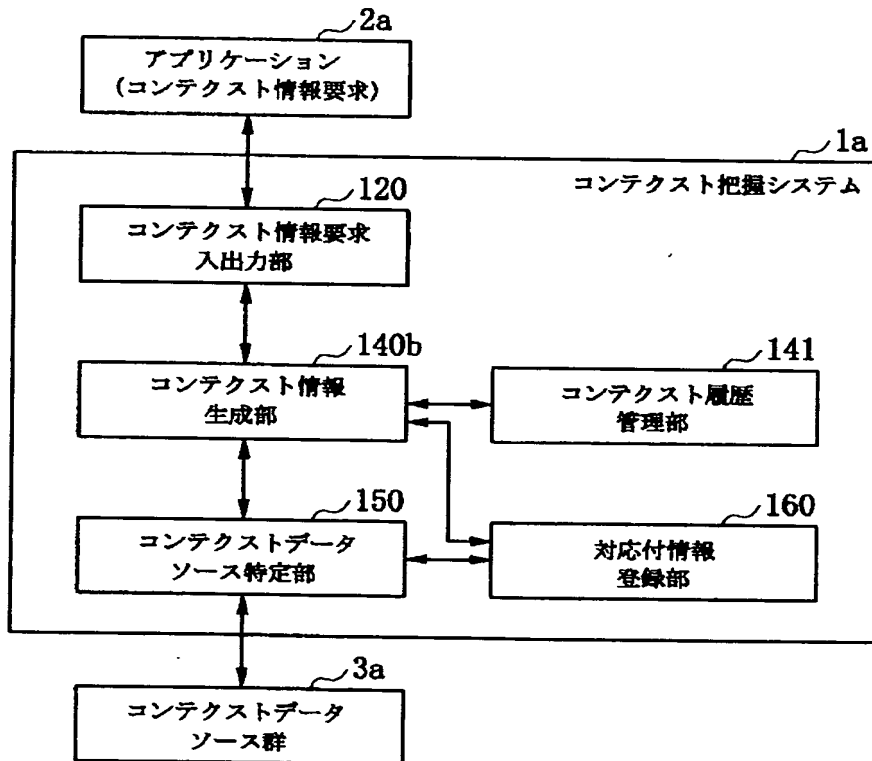 2a
アプリケーション
(コンテクスト情報要求)
1a
コンテクスト把握システム
120
コンテクスト情報要求
入出力部
140b
コンテクスト情報
生成部
141
コンテクスト履歴
管理部
150
コンテクストデータ
ソース特定部
160
対応付情報
登録部
3a
コンテクストデータ
ソース群